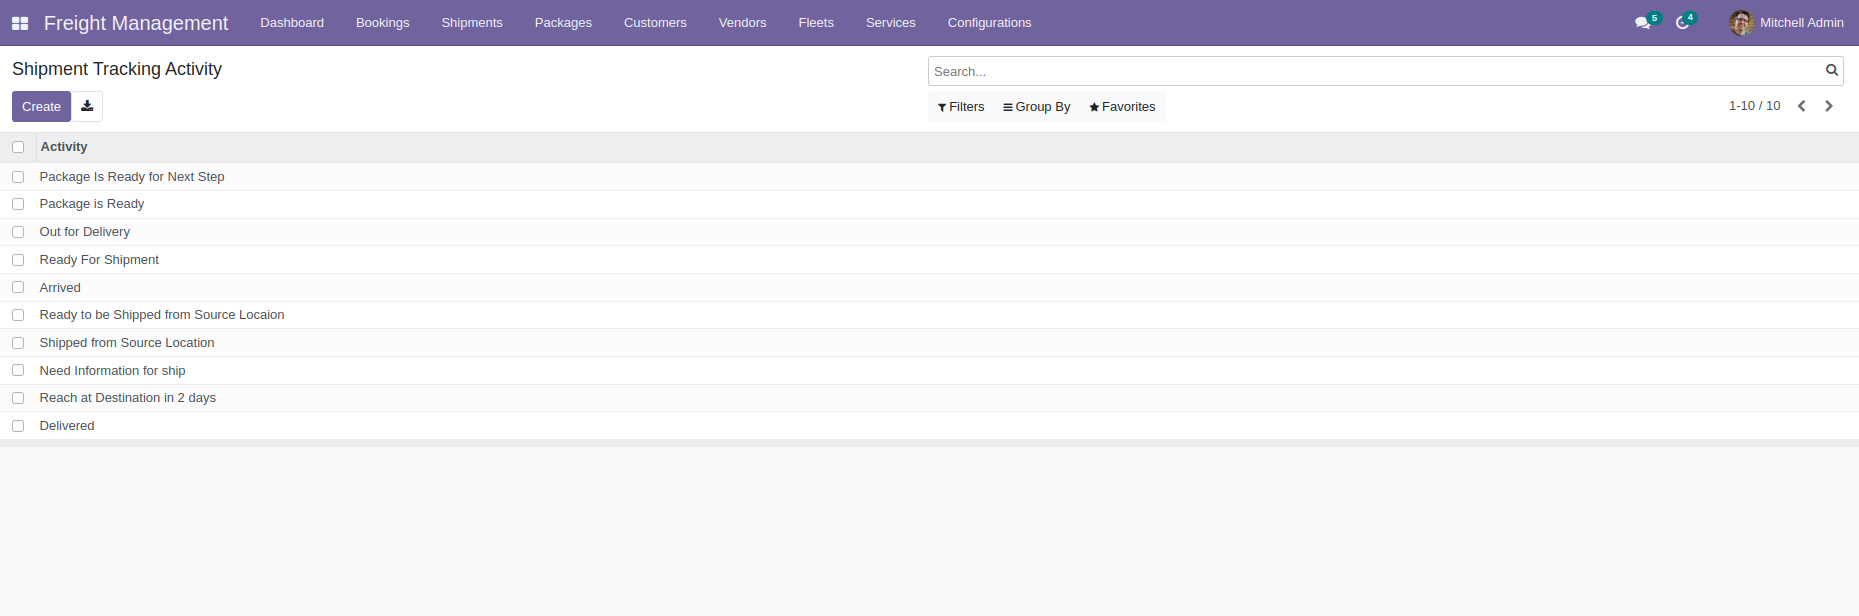 Freight Management Dashboard Bookings Shipments Packages Customers Vendors Fleets Services Configurations 5 4 Mitchell Admin
Shipment Tracking Activity
Search...
Create
Filters Group By Favorites
1-10 / 10
Activity
Package Is Ready for Next Step
Package is Ready
Out for Delivery
Ready For Shipment
Arrived
Ready to be Shipped from Source Locaion
Shipped from Source Location
Need Information for ship
Reach at Destination in 2 days
Delivered